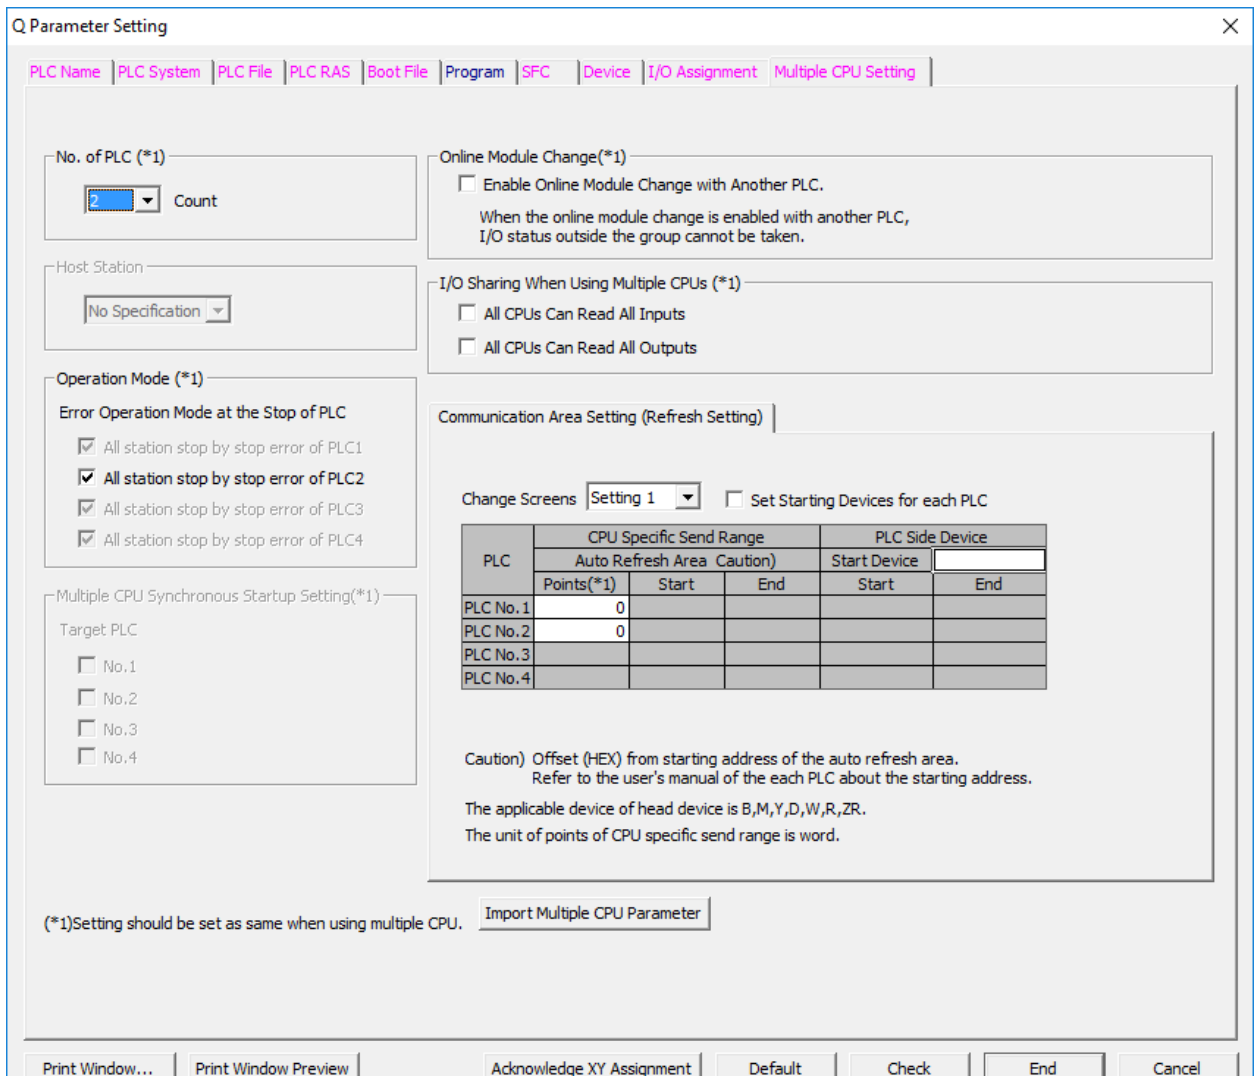 Q Parameter Setting
PLC Name PLC System PLC File PLC RAS Boot File Program SFC Device I/O Assignment Multiple CPU Setting
No. of PLC (*1)
2 Count
Host Station
No Specification
Operation Mode (*1)
Error Operation Mode at the Stop of PLC
All station stop by stop error of PLC1
All station stop by stop error of PLC2
All station stop by stop error of PLC3
All station stop by stop error of PLC4
Multiple CPU Synchronous Startup Setting(*1)
Target PLC
No.1
No.2
No.3
No.4
Online Module Change(*1)
Enable Online Module Change with Another PLC.
When the online module change is enabled with another PLC,
I/O status outside the group cannot be taken.
I/O Sharing When Using Multiple CPUs (*1)
All CPUs Can Read All Inputs
All CPUs Can Read All Outputs
Communication Area Setting (Refresh Setting)
Change Screens Setting 1 Set Starting Devices for each PLC
PLC CPU Specific Send Range PLC Side Device
Auto Refresh Area Caution) Start Device
Points(*1) Start End Start End
PLC No.1 0
PLC No.2 0
PLC No.3
PLC No.4
Caution) Offset (HEX) from starting address of the auto refresh area.
Refer to the user's manual of the each PLC about the starting address.
The applicable device of head device is B,M,Y,D,W,R,ZR.
The unit of points of CPU specific send range is word.
(*1)Setting should be set as same when using multiple CPU. Import Multiple CPU Parameter
Print Window... Print Window Preview Acknowledge XY Assignment Default Check End Cancel